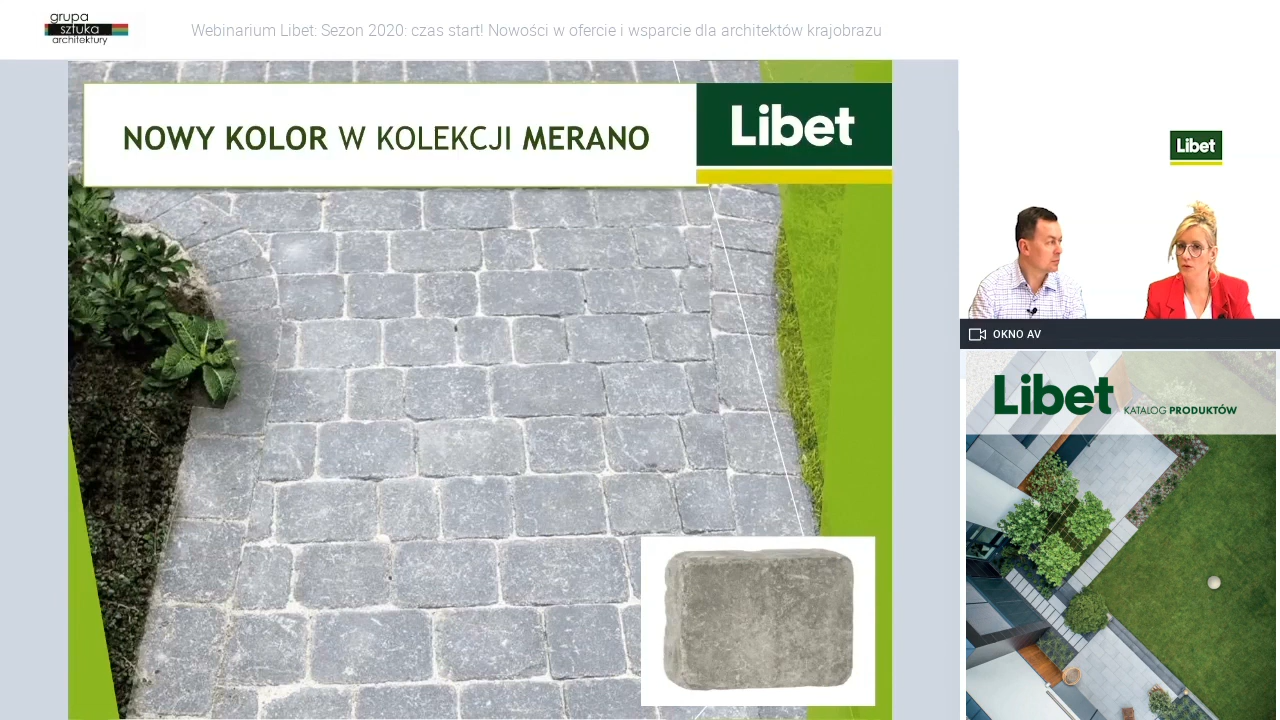 grupa
sztuka
architektury
Webinarium Libet: Sezon 2020: czas start! Nowości w ofercie i wsparcie dla architektów krajobrazu
NOWY KOLOR W KOLEKCJI MERANO
Libet
Libet
OKNO AV
Libet KATALOG PRODUKTÓW